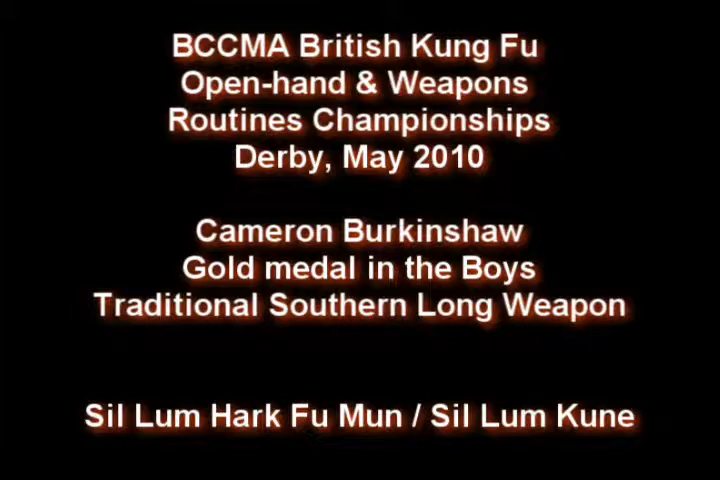 BCCMA British Kung Fu
Open-hand & Weapons
Routines Championships
Derby, May 2010
Cameron Burkinshaw
Gold medal in the Boys
Traditional Southern Long Weapon
Sil Lum Hark Fu Mun / Sil Lum Kune